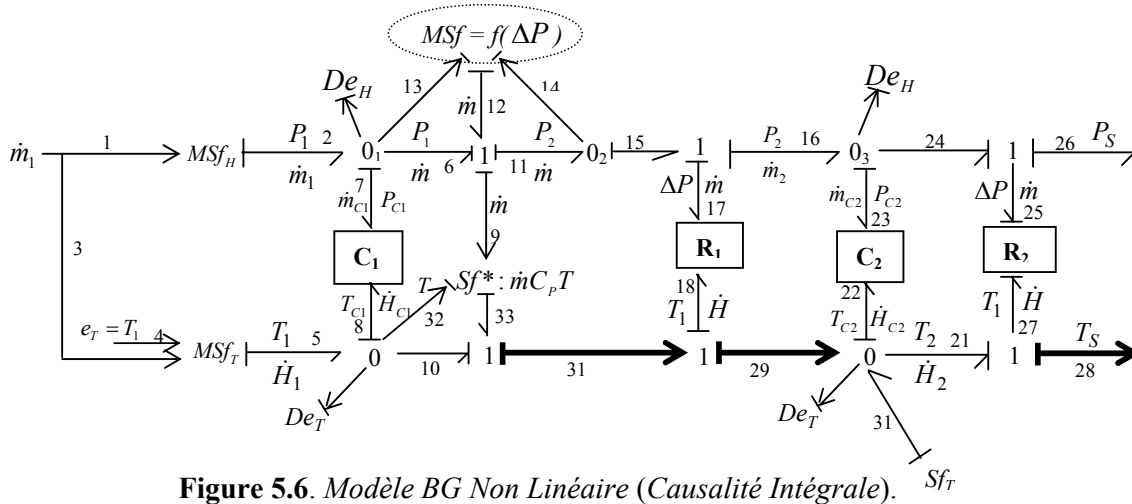 MSf = f(ΔP)
13
14
De_H
De_H
ṁ 12
ṁ_1
1
MSf_H
P_1 2
ṁ_1
0_1
P_1
ṁ 6
1
P_2
11 ṁ
0_2
15
1
P_2 16
ṁ_2
0_3
24
1
26 P_S
7
ṁ_C1 P_C1
ṁ
9
ΔP ṁ
17
ṁ_C2 P_C2
23
ΔP ṁ
25
3
C_1
R_1
C_2
R_2
T
Sf* : ṁC_PT
18
22
T_C1 Ḣ_C1
32
33
T_1 Ḣ
T_C2 Ḣ_C2
T_1 Ḣ
27
8
e_T = T_1 4
MSf_T
T_1 5
Ḣ_1
0
10
1
31
1
29
0
T_2 21
Ḣ_2
1
T_S
28
De_T
De_T
31
Sf_T
Figure 5.6. Modèle BG Non Linéaire (Causalité Intégrale).